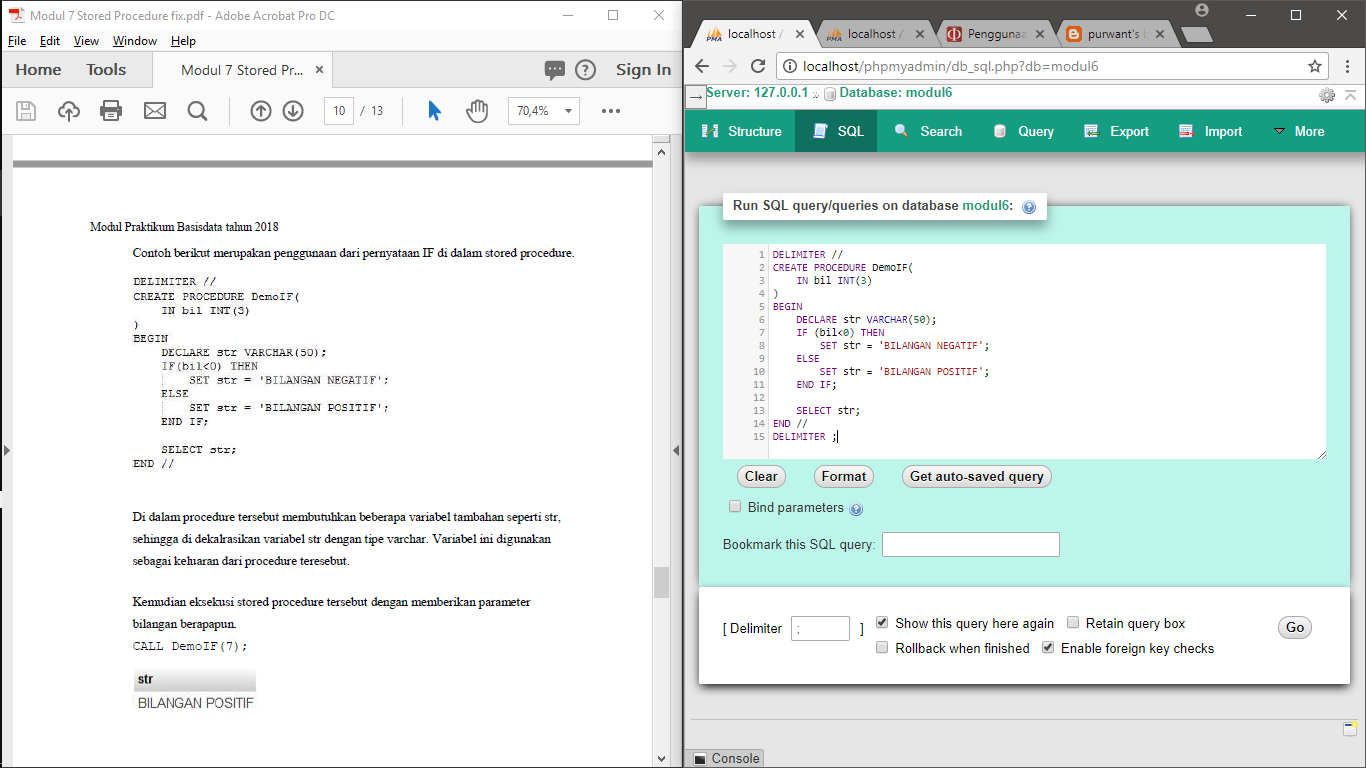 Modul 7 Stored Procedure fix.pdf - Adobe Acrobat Pro DC
File Edit View Window Help
Home Tools Modul 7 Stored Pr... × Sign In
10 / 13 70,4%
Modul Praktikum Basisdata tahun 2018
Contoh berikut merupakan penggunaan dari pernyataan IF di dalam stored procedure.
DELIMITER //
CREATE PROCEDURE DemoIF(
IN bil INT(3)
)
BEGIN
DECLARE str VARCHAR(50);
IF(bil<0) THEN
SET str = 'BILANGAN NEGATIF';
ELSE
SET str = 'BILANGAN POSITIF';
END IF;
SELECT str;
END //
Di dalam procedure tersebut membutuhkan beberapa variabel tambahan seperti str,
sehingga di dekalrasikan variabel str dengan tipe varchar. Variabel ini digunakan
sebagai keluaran dari procedure teresebut.
Kemudian eksekusi stored procedure tersebut dengan memberikan parameter
bilangan berapapun.
CALL DemoIF(7);
str
BILANGAN POSITIF
localhost / localhost / Penggunaa purwant's
localhost/phpmyadmin/db_sql.php?db=modul6
Server: 127.0.0.1 » Database: modul6
Structure SQL Search Query Export Import More
Run SQL query/queries on database modul6:
1 DELIMITER //
2 CREATE PROCEDURE DemoIF(
3 IN bil INT(3)
4 )
5 BEGIN
6 DECLARE str VARCHAR(50);
7 IF (bil<0) THEN
8 SET str = 'BILANGAN NEGATIF';
9 ELSE
10 SET str = 'BILANGAN POSITIF';
11 END IF;
12
13 SELECT str;
14 END //
15 DELIMITER ;
Clear Format Get auto-saved query
Bind parameters
Bookmark this SQL query:
[ Delimiter ; ] Show this query here again Retain query box Go
Rollback when finished Enable foreign key checks
Console